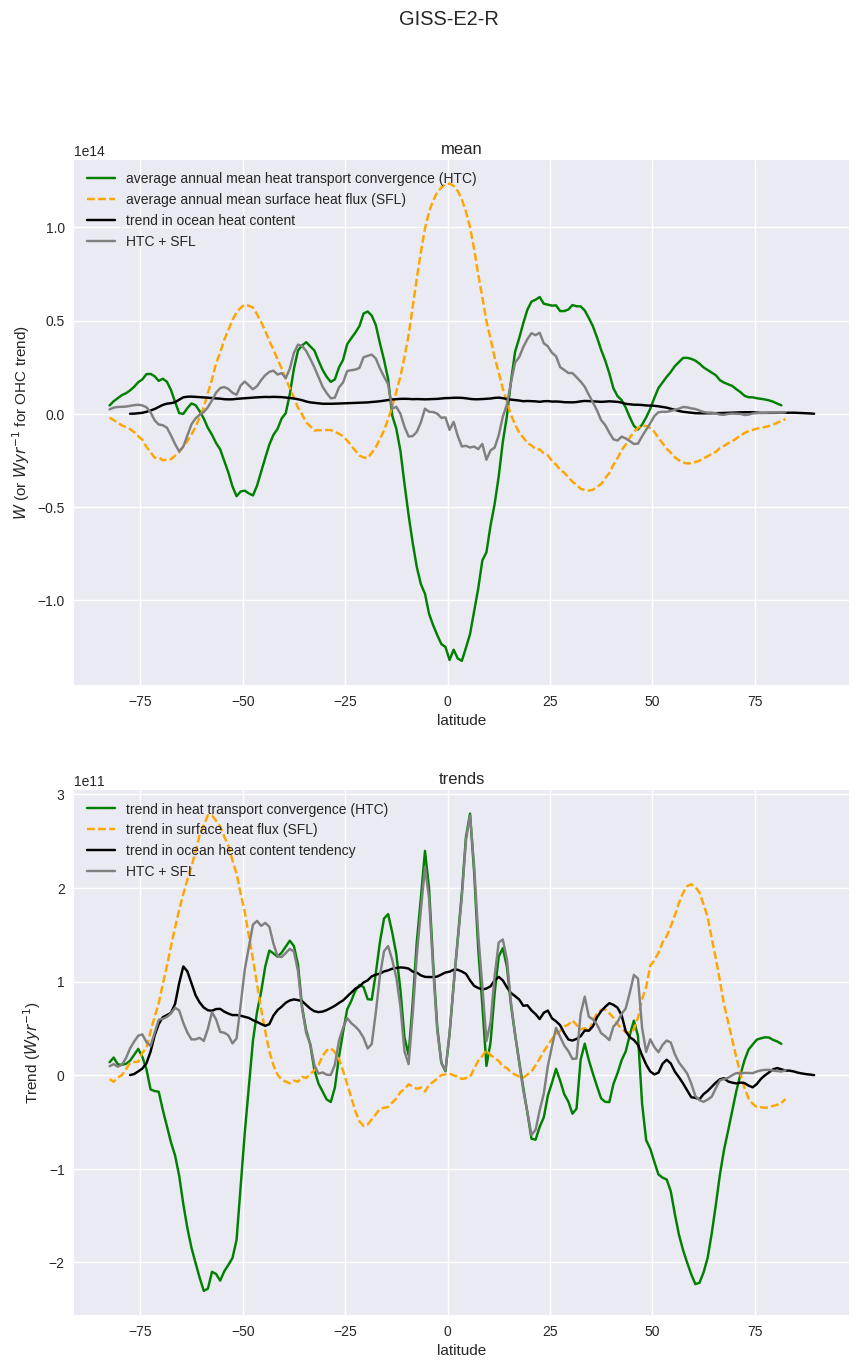 GISS-E2-R
1e14
mean
average annual mean heat transport convergence (HTC)
average annual mean surface heat flux (SFL)
trend in ocean heat content
HTC + SFL
1.0
0.5
0.0
−0.5
−1.0
W (or Wyr⁻¹ for OHC trend)
−75 −50 −25 0 25 50 75
latitude
1e11
trends
trend in heat transport convergence (HTC)
trend in surface heat flux (SFL)
trend in ocean heat content tendency
HTC + SFL
3
2
1
0
−1
−2
Trend (Wyr⁻¹)
−75 −50 −25 0 25 50 75
latitude